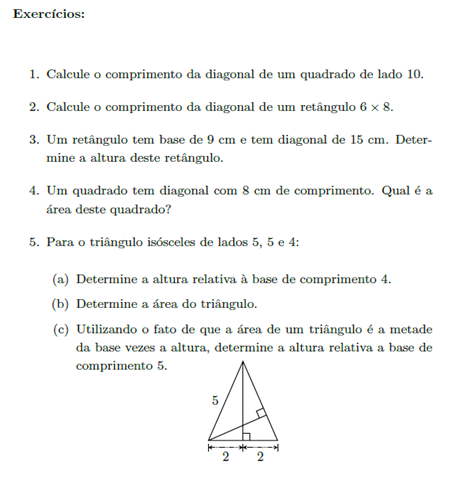 Exercícios:
1. Calcule o comprimento da diagonal de um quadrado de lado 10.
2. Calcule o comprimento da diagonal de um retângulo 6 × 8.
3. Um retângulo tem base de 9 cm e tem diagonal de 15 cm. Deter-
mine a altura deste retângulo.
4. Um quadrado tem diagonal com 8 cm de comprimento. Qual é a
área deste quadrado?
5. Para o triângulo isósceles de lados 5, 5 e 4:
(a) Determine a altura relativa à base de comprimento 4.
(b) Determine a área do triângulo.
(c) Utilizando o fato de que a área de um triângulo é a metade
da base vezes a altura, determine a altura relativa a base de
comprimento 5.
5
2 2